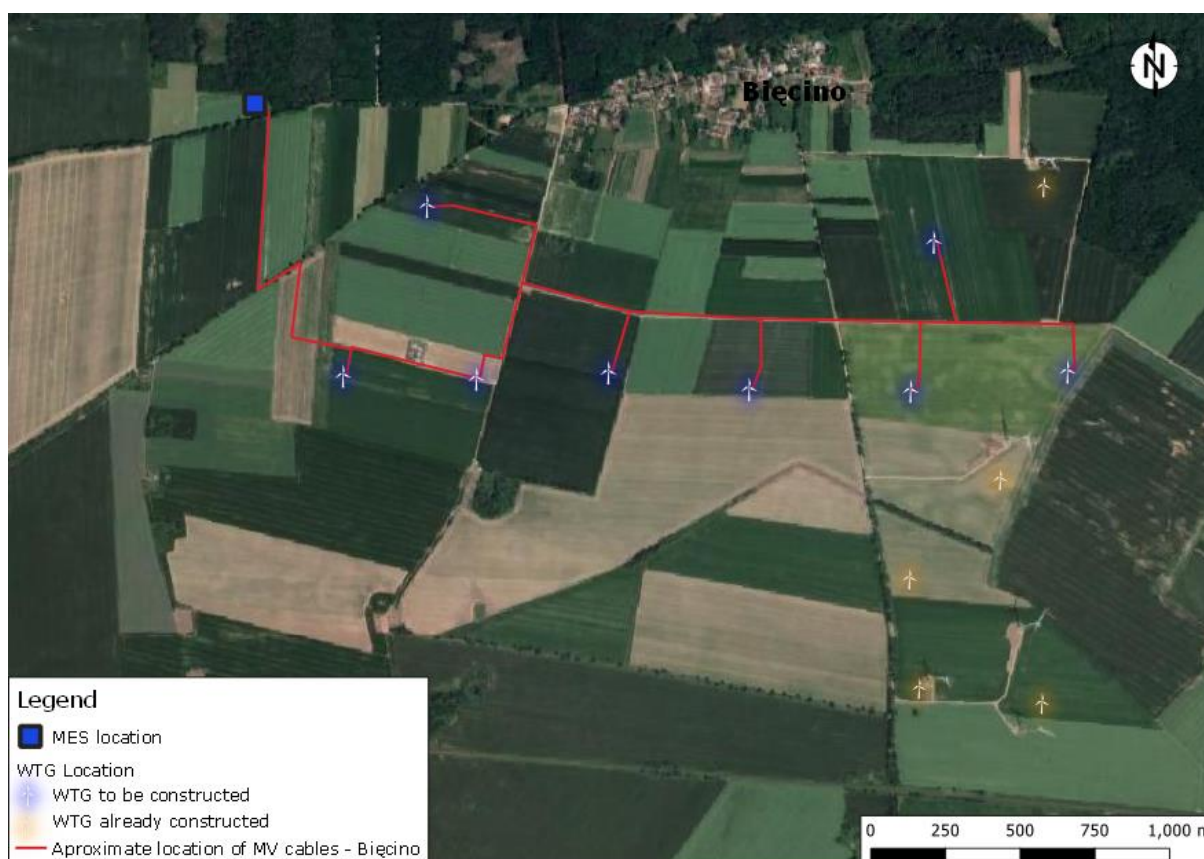 N
Bięcino
Legend
MES location
WTG Location
WTG to be constructed
WTG already constructed
Aproximate location of MV cables - Bięcino
0 250 500 750 1,000 m